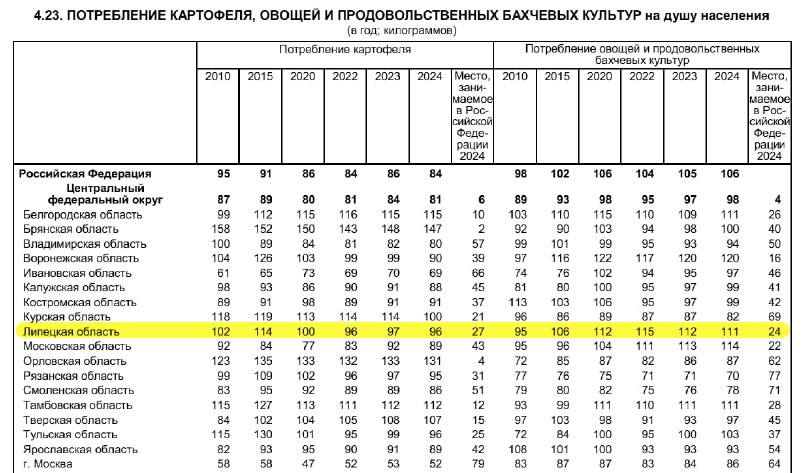 4.23. ПОТРЕБЛЕНИЕ КАРТОФЕЛЯ, ОВОЩЕЙ И ПРОДОВОЛЬСТВЕННЫХ БАХЧЕВЫХ КУЛЬТУР на душу населения
(в год; килограммов)
Потребление картофеля Потребление овощей и продовольственных бахчевых культур
2010 2015 2020 2022 2023 2024 Место, зани-маемое в Рос-сийской Феде-рации 2024 2010 2015 2020 2022 2023 2024 Место, зани-маемое в Рос-сийской Феде-рации 2024
Российская Федерация 95 91 86 84 86 84 98 102 106 104 105 106
Центральный
федеральный округ 87 89 80 81 84 81 6 89 93 98 95 97 98 4
Белгородская область 99 112 115 116 115 115 10 103 110 115 110 109 111 26
Брянская область 158 152 150 143 148 147 2 92 90 103 94 98 100 40
Владимирская область 100 89 84 81 82 80 57 99 101 99 95 93 94 50
Воронежская область 104 126 103 99 99 90 39 97 116 122 117 120 120 16
Ивановская область 61 65 73 69 70 69 66 74 76 102 94 95 97 46
Калужская область 98 93 86 90 91 88 45 81 80 100 95 97 99 41
Костромская область 89 91 98 89 91 91 37 113 103 106 95 97 99 42
Курская область 118 119 113 114 114 100 21 96 86 89 87 87 82 69
Липецкая область 102 114 100 96 97 96 27 95 106 112 115 112 111 24
Московская область 92 84 77 83 92 89 43 95 96 104 111 113 114 22
Орловская область 123 135 133 132 133 131 4 72 85 87 82 86 87 62
Рязанская область 99 109 102 96 97 95 31 77 76 75 71 71 70 77
Смоленская область 83 95 92 89 89 86 51 79 80 82 75 76 78 71
Тамбовская область 115 127 113 111 112 112 12 93 99 111 110 111 111 28
Тверская область 84 102 104 105 108 107 15 97 103 98 91 93 97 45
Тульская область 115 130 101 95 99 96 25 72 84 100 95 100 103 37
Ярославская область 82 93 95 90 91 89 42 108 101 100 93 93 93 54
г. Москва 58 58 47 52 53 52 79 83 87 87 83 84 86 64